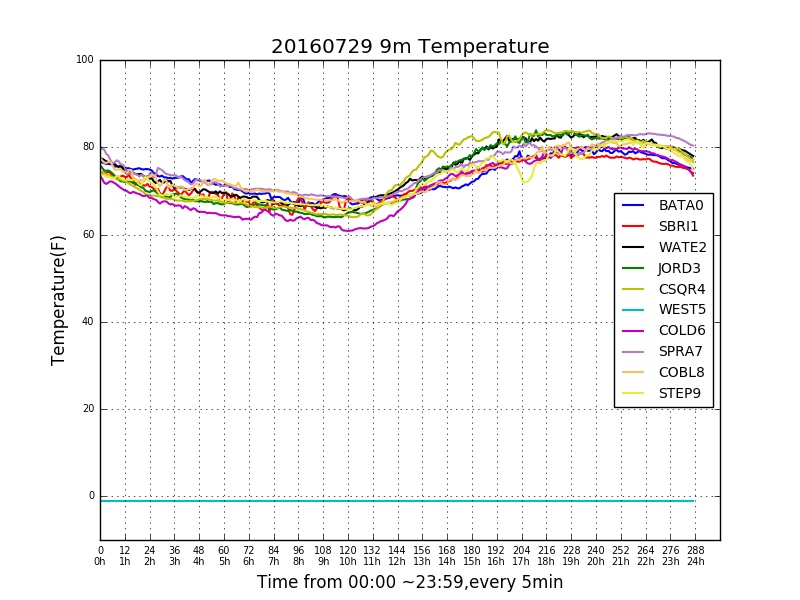 20160729 9m Temperature
100
80
60
40
20
0
Temperature(F)
BATA0
SBRI1
WATE2
JORD3
CSQR4
WEST5
COLD6
SPRA7
COBL8
STEP9
0 12 24 36 48 60 72 84 96 108 120 132 144 156 168 180 192 204 216 228 240 252 264 276 288
0h 1h 2h 3h 4h 5h 6h 7h 8h 9h 10h 11h 12h 13h 14h 15h 16h 17h 18h 19h 20h 21h 22h 23h 24h
Time from 00:00 ~23:59,every 5min